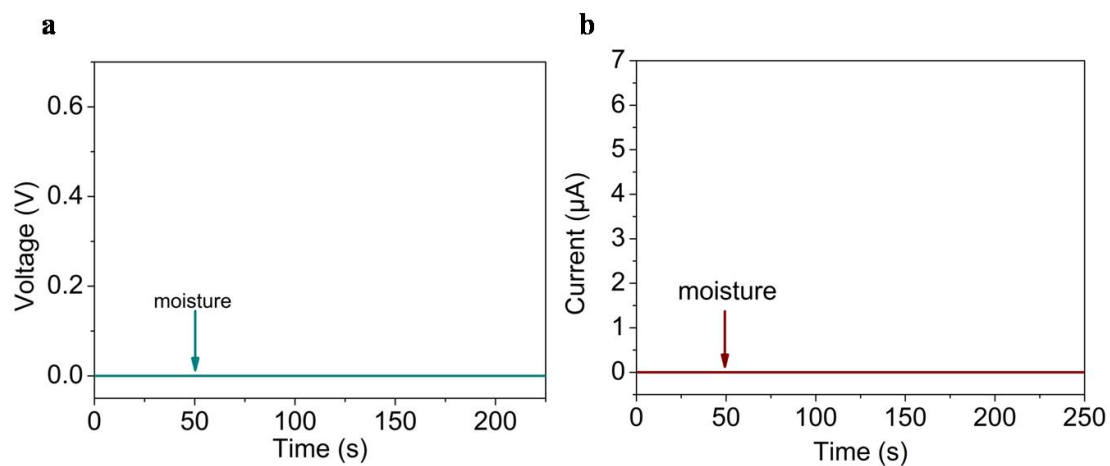 a
Voltage (V)
0.6
0.4
0.2
0.0
moisture
0 50 100 150 200
Time (s)
b
Current (μA)
7
6
5
4
3
2
1
0
moisture
0 50 100 150 200 250
Time (s)